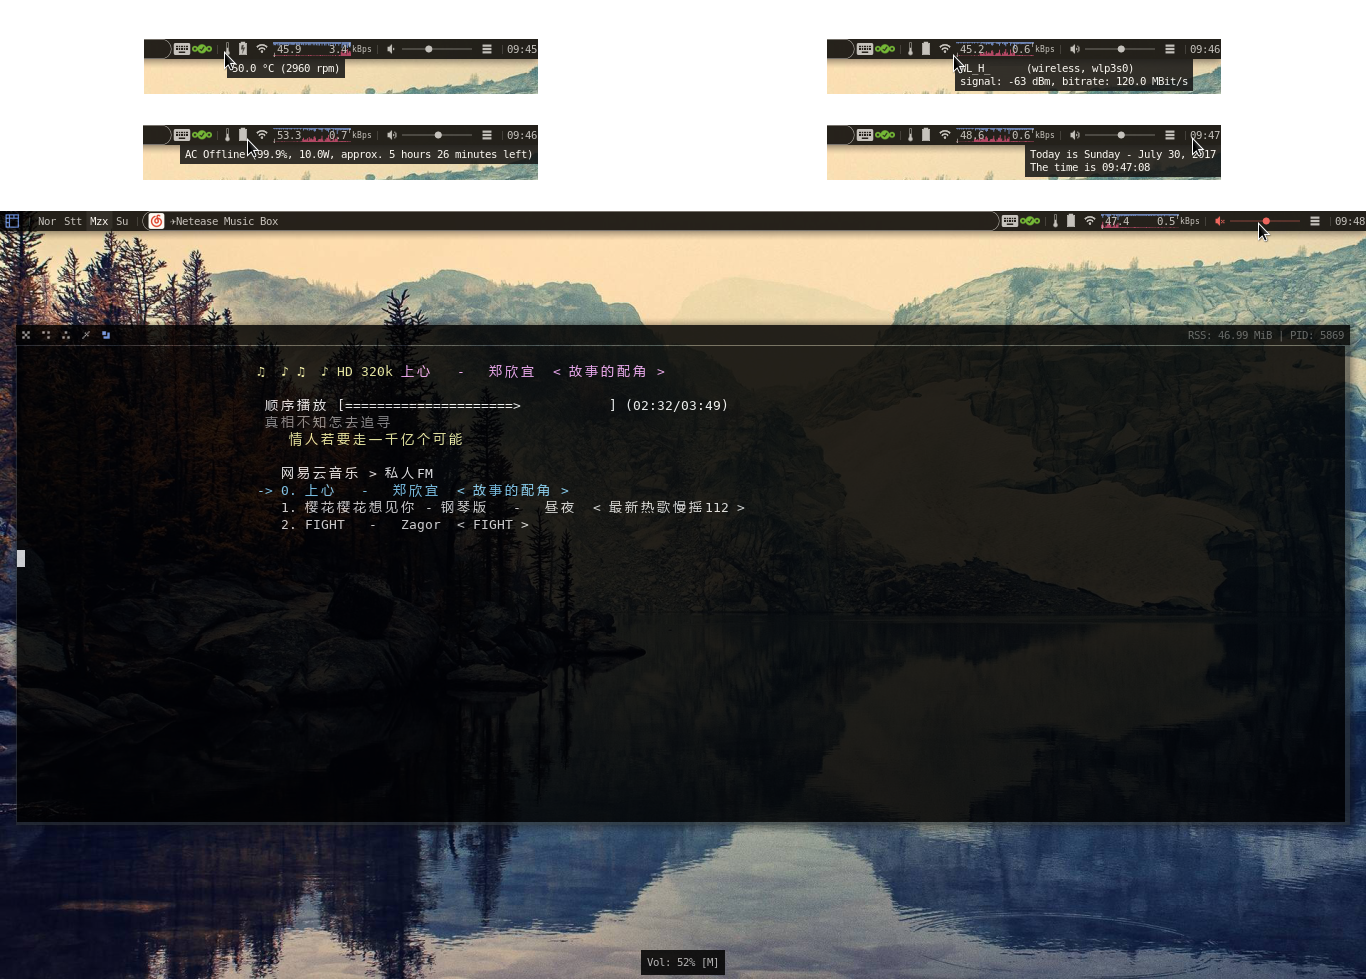 45.9 3.4 kBps 09:45
50.0 °C (2960 rpm)
45.2 0.6 kBps 09:46
(wireless, wlp3s0)
signal: -63 dBm, bitrate: 120.0 MBit/s
53.3 0.7 kBps 09:46
AC Offline 99.9%, 10.0W, approx. 5 hours 26 minutes left)
48.6 0.6 kBps 09:47
Today is Sunday - July 30, 2017
The time is 09:47:08
Nor Stt Mzx Su Netease Music Box 47.4 0.5 kBps 09:48
RSS: 46.99 MiB | PID: 5869
♫ ♪ ♫ ♪ HD 320k 上心 - 郑欣宜 < 故事的配角 >
顺序播放 [=====================> ] (02:32/03:49)
真相不知怎去追寻
情人若要走一千亿个可能
网易云音乐 > 私人FM
-> 0. 上心 - 郑欣宜 < 故事的配角 >
1. 樱花樱花想见你 - 钢琴版 - 昼夜 < 最新热歌慢摇112 >
2. FIGHT - Zagor < FIGHT >
Vol: 52% [M]